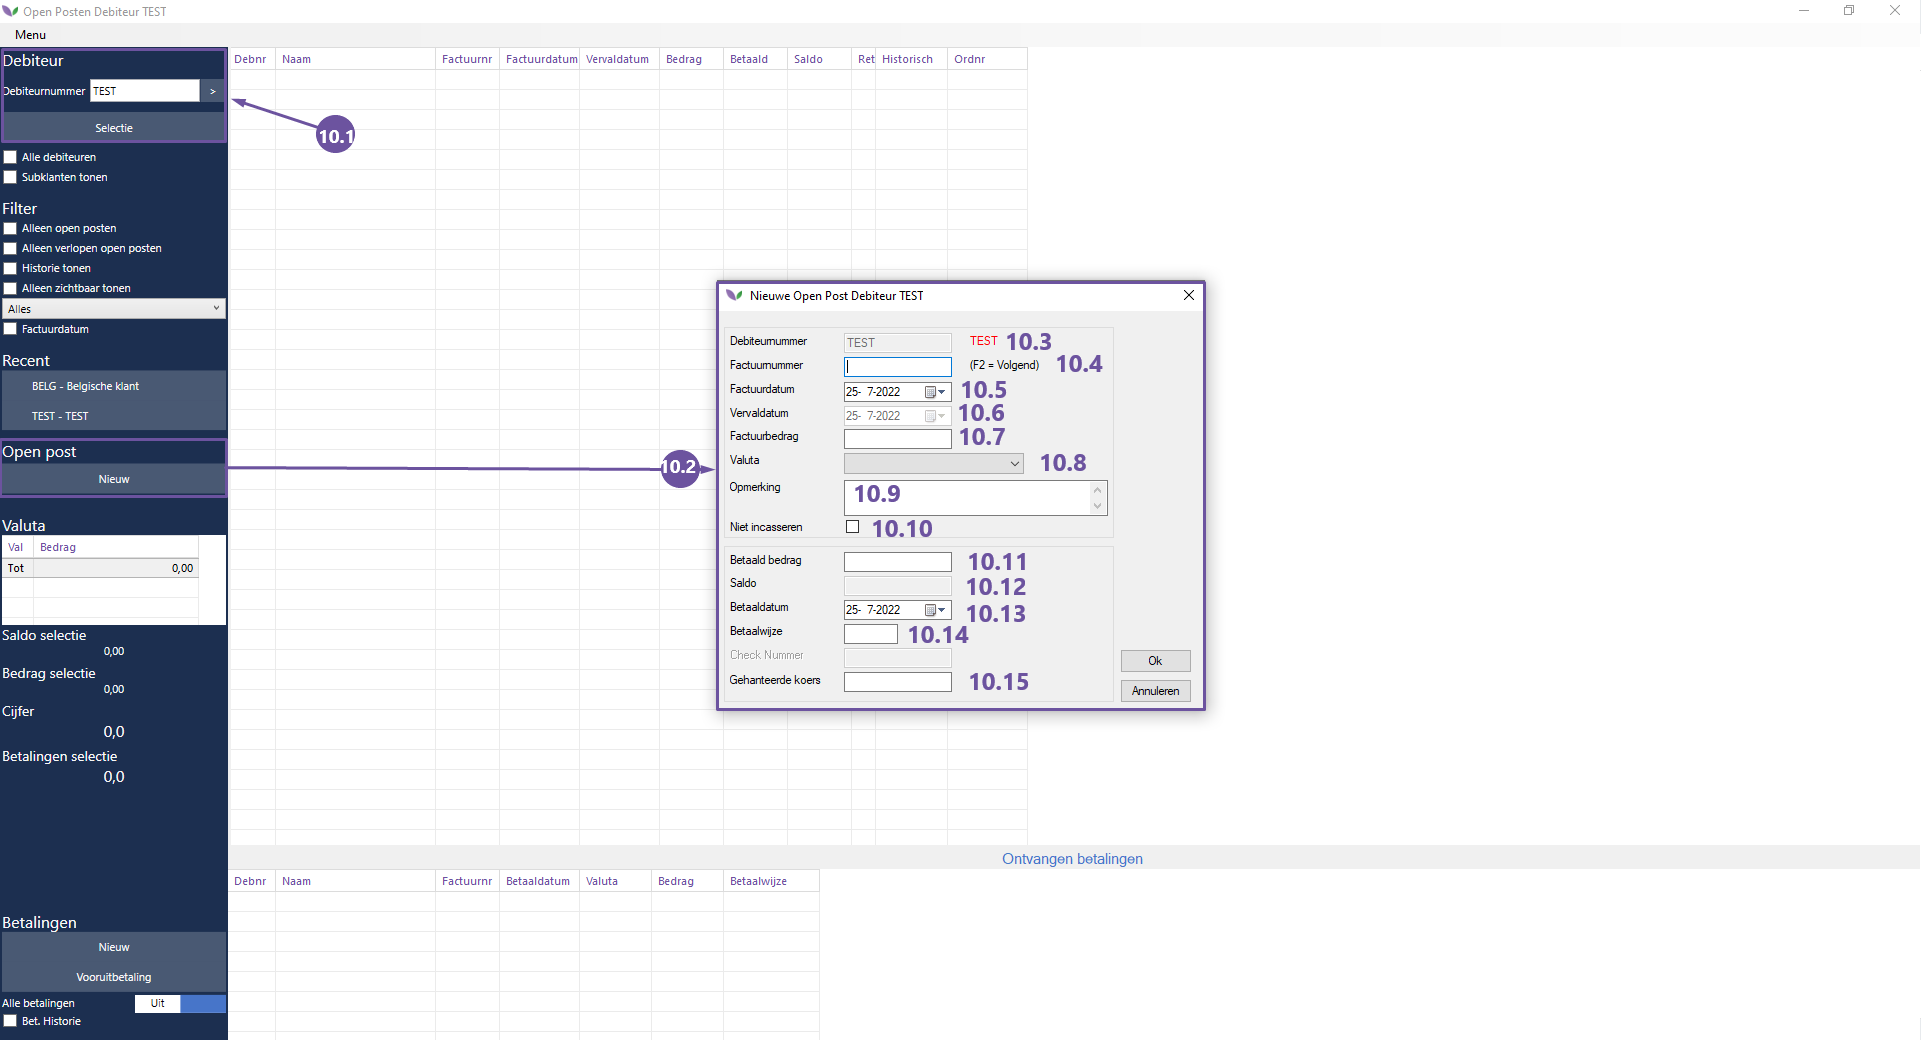 Open Posten Debiteur TEST
Menu
Debiteur
Debiteurnummer TEST >
Selectie
Alle debiteuren
Subklanten tonen
Filter
Alleen open posten
Alleen verlopen open posten
Historie tonen
Alleen zichtbaar tonen
Alles
Factuurdatum
Recent
BELG - Belgische klant
TEST - TEST
Open post
Nieuw
Valuta
Val Bedrag
Tot 0,00
Saldo selectie
0,00
Bedrag selectie
0,00
Cijfer
0,0
Betalingen selectie
0,0
Betalingen
Nieuw
Vooruitbetaling
Alle betalingen Uit
Bet. Historie
Debnr Naam Factuurnr Factuurdatum Vervaldatum Bedrag Betaald Saldo Ret Historisch Ordnr
10.1
10.2
Nieuwe Open Post Debiteur TEST
Debiteurnummer TEST TEST 10.3
Factuurnummer (F2 = Volgend) 10.4
Factuurdatum 25- 7-2022 10.5
Vervaldatum 25- 7-2022 10.6
Factuurbedrag 10.7
Valuta 10.8
Opmerking 10.9
Niet incasseren 10.10
Betaald bedrag 10.11
Saldo 10.12
Betaaldatum 25- 7-2022 10.13
Betaalwijze 10.14
Check Nummer
Gehanteerde koers 10.15
Ok
Annuleren
Ontvangen betalingen
Debnr Naam Factuurnr Betaaldatum Valuta Bedrag Betaalwijze